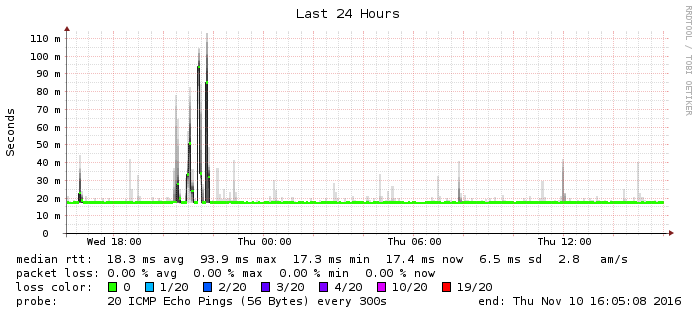 Last 24 Hours
RRDTOOL / TOBI OETIKER
Seconds
110 m
100 m
90 m
80 m
70 m
60 m
50 m
40 m
30 m
20 m
10 m
0
Wed 18:00 Thu 00:00 Thu 06:00 Thu 12:00
median rtt: 18.3 ms avg 93.9 ms max 17.3 ms min 17.4 ms now 6.5 ms sd 2.8 am/s
packet loss: 0.00 % avg 0.00 % max 0.00 % min 0.00 % now
loss color: 0 1/20 2/20 3/20 4/20 10/20 19/20
probe: 20 ICMP Echo Pings (56 Bytes) every 300s end: Thu Nov 10 16:05:08 2016